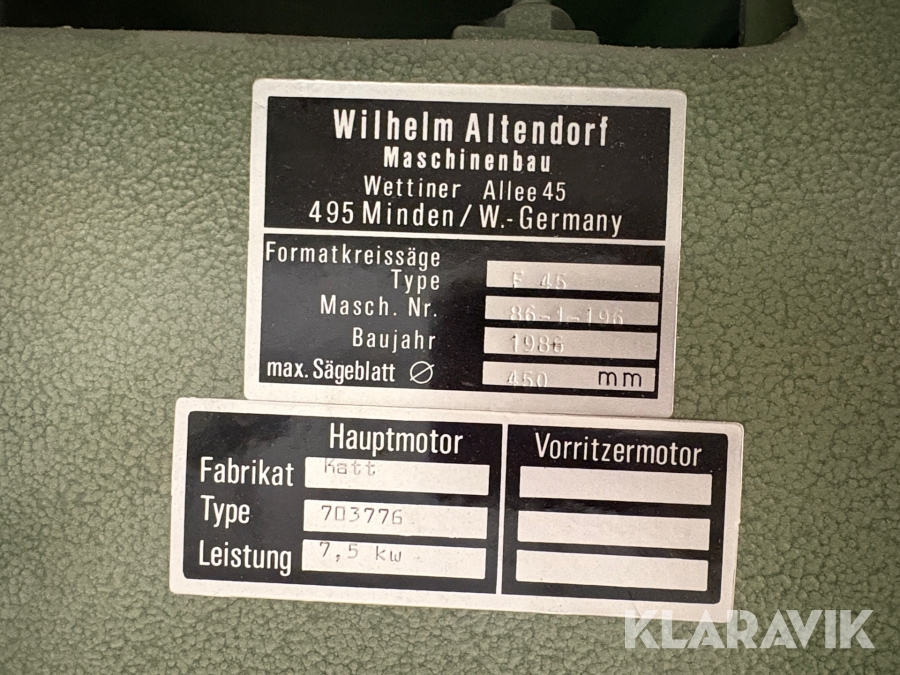 Wilhelm Altendorf
Maschinenbau
Wettiner Allee 45
495 Minden/W.-Germany
Formatkreissäge
Type F 45
Masch. Nr. 86-1-196
Baujahr 1986
max. Sägeblatt Ø 450 mm
Hauptmotor
Fabrikat Katt
Type 703776
Leistung 7,5 kw
Vorritzermotor
KLARAVIK